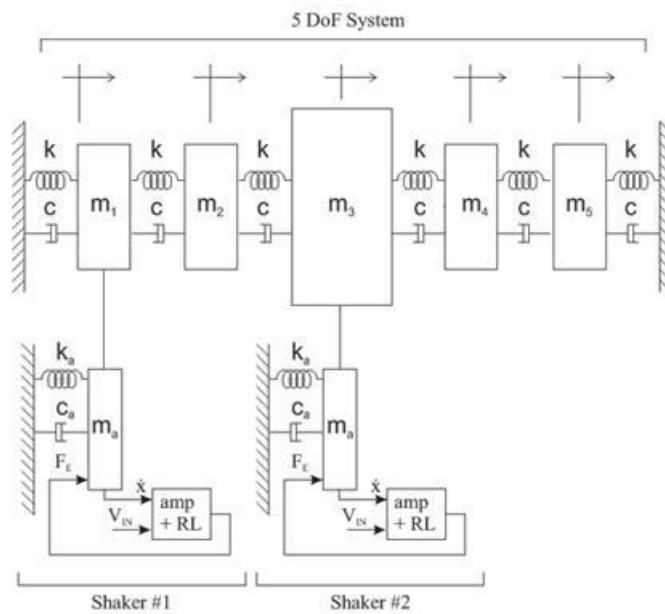 5 DoF System
k k k k k k
c c c c c c
m1 m2 m3 m4 m5
ka ka
ca ca
ma ma
FE FE
ẋ ẋ
VIN VIN
amp amp
+ RL + RL
Shaker #1 Shaker #2